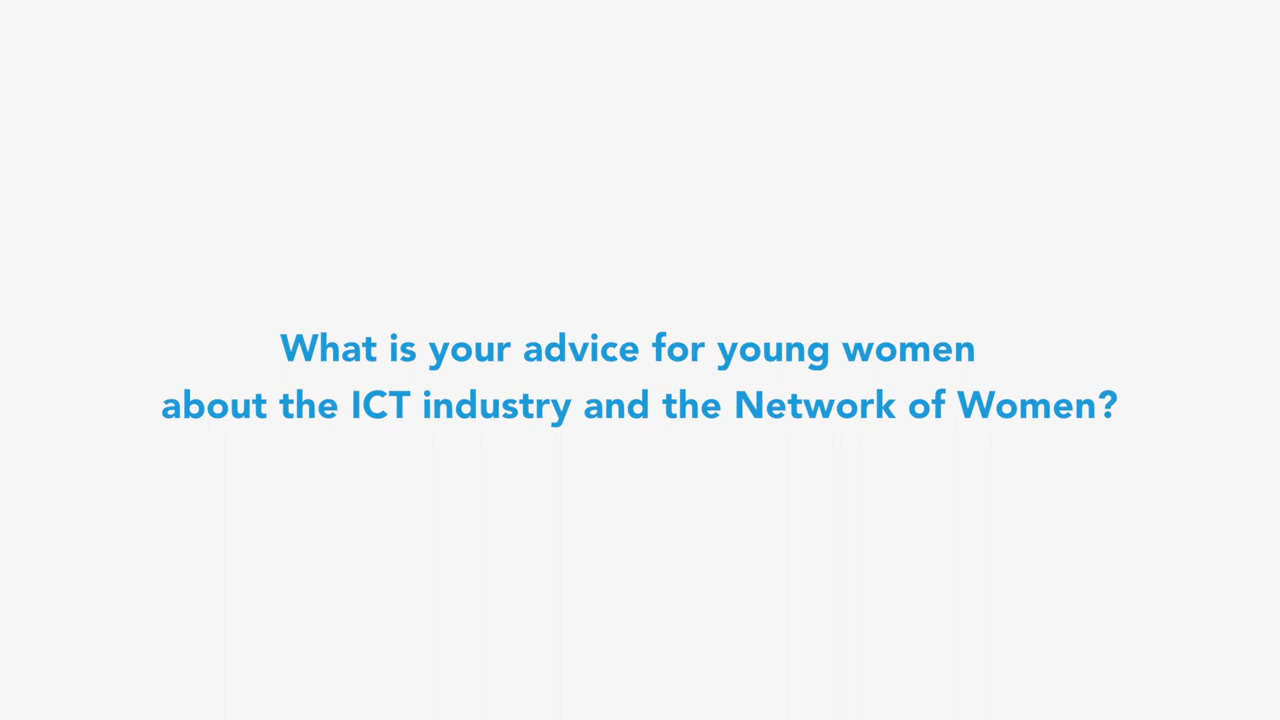 What is your advice for young women
about the ICT industry and the Network of Women?